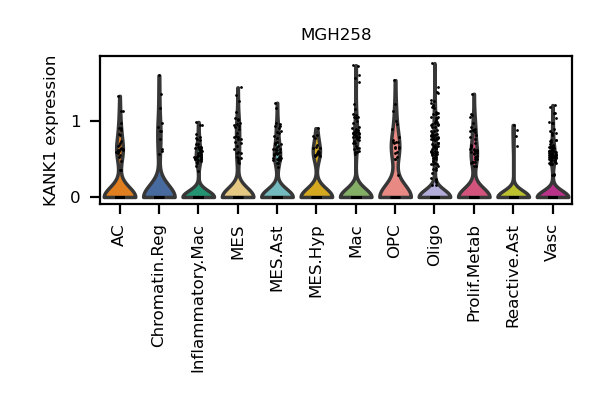 MGH258
KANK1 expression
1
0
AC
Chromatin.Reg
Inflammatory.Mac
MES
MES.Ast
MES.Hyp
Mac
OPC
Oligo
Prolif.Metab
Reactive.Ast
Vasc